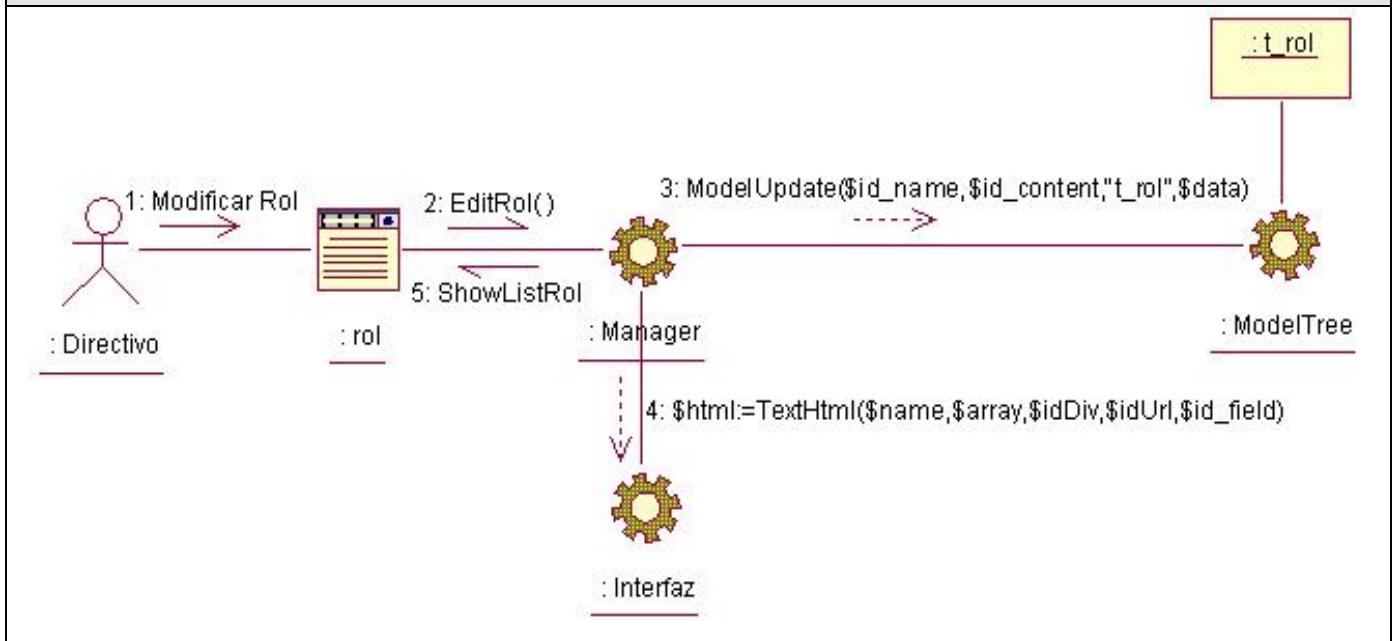 : t_rol
1: Modificar Rol
2: EditRol()
3: ModelUpdate($id_name,$id_content,"t_rol",$data)
5: ShowListRol
: Directivo
: rol
: Manager
: ModelTree
4: $html:=TextHtml($name,$array,$idDiv,$idUrl,$id_field)
: Interfaz